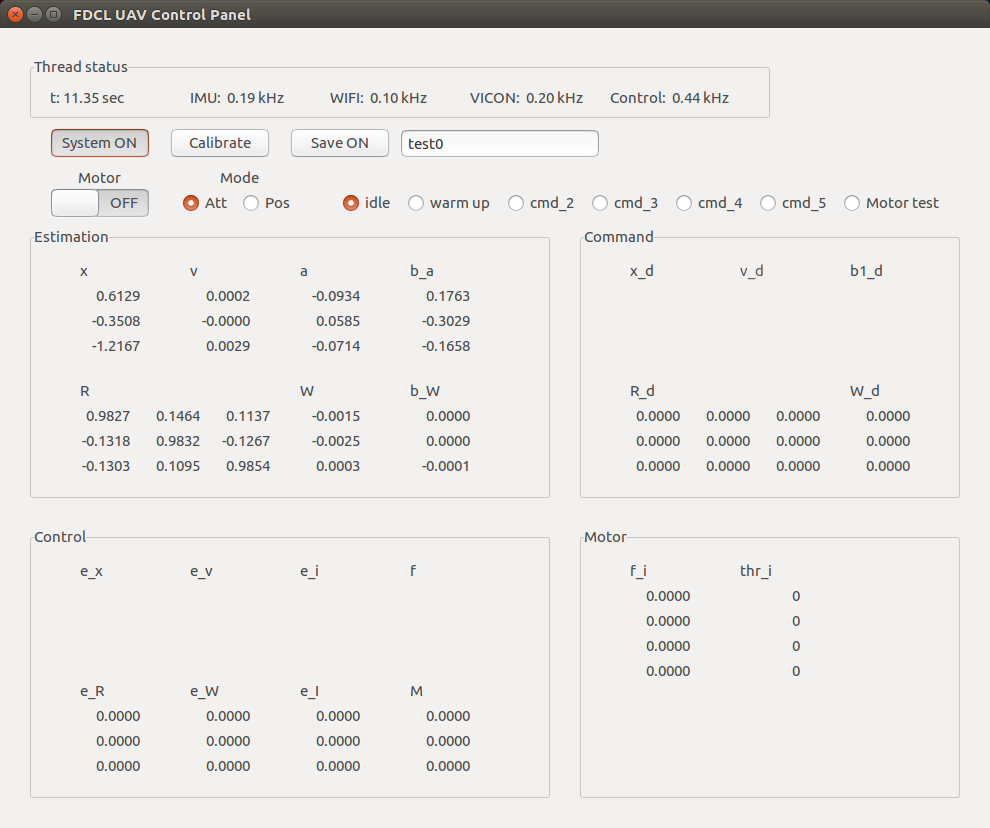 FDCL UAV Control Panel
Thread status
t: 11.35 sec IMU: 0.19 kHz WIFI: 0.10 kHz VICON: 0.20 kHz Control: 0.44 kHz
System ON Calibrate Save ON test0
Motor Mode
OFF Att Pos idle warm up cmd_2 cmd_3 cmd_4 cmd_5 Motor test
Estimation
x v a b_a
0.6129 0.0002 -0.0934 0.1763
-0.3508 -0.0000 0.0585 -0.3029
-1.2167 0.0029 -0.0714 -0.1658
R W b_W
0.9827 0.1464 0.1137 -0.0015 0.0000
-0.1318 0.9832 -0.1267 -0.0025 0.0000
-0.1303 0.1095 0.9854 0.0003 -0.0001
Command
x_d v_d b1_d
R_d W_d
0.0000 0.0000 0.0000 0.0000
0.0000 0.0000 0.0000 0.0000
0.0000 0.0000 0.0000 0.0000
Control
e_x e_v e_i f
e_R e_W e_I M
0.0000 0.0000 0.0000 0.0000
0.0000 0.0000 0.0000 0.0000
0.0000 0.0000 0.0000 0.0000
Motor
f_i thr_i
0.0000 0
0.0000 0
0.0000 0
0.0000 0